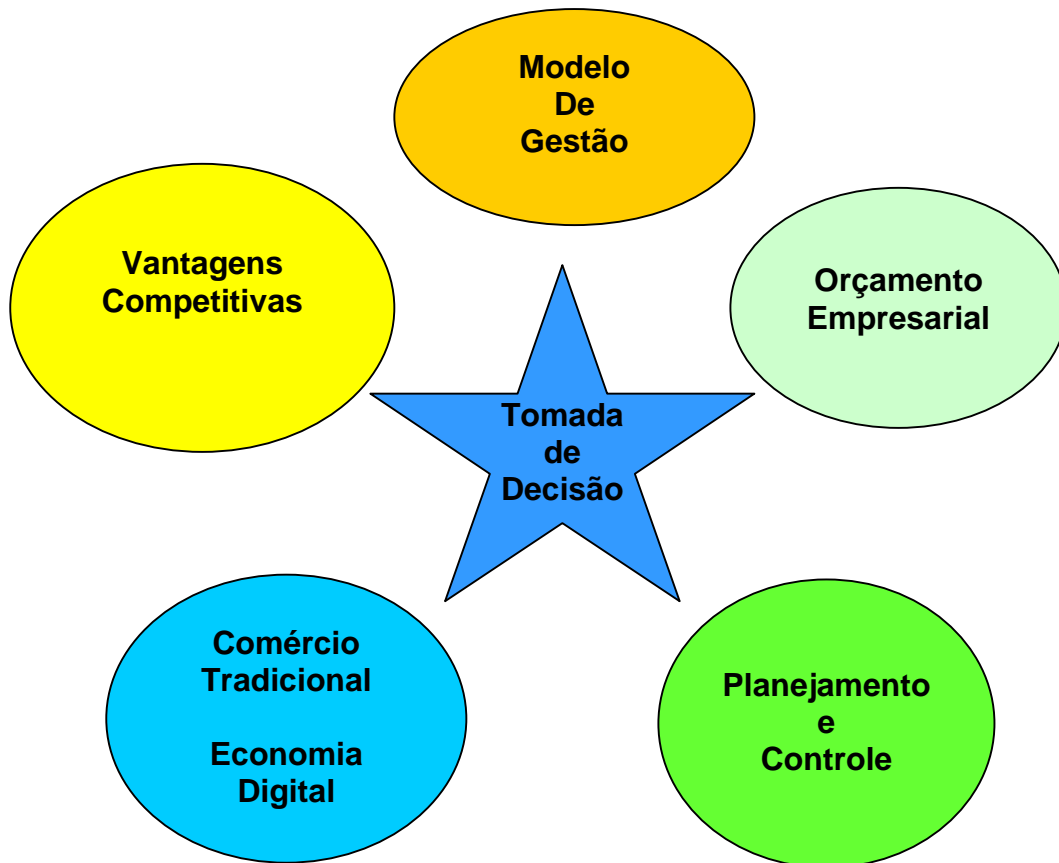 Modelo
De
Gestão
Vantagens
Competitivas
Orçamento
Empresarial
Tomada
de
Decisão
Comércio
Tradicional
Economia
Digital
Planejamento
e
Controle